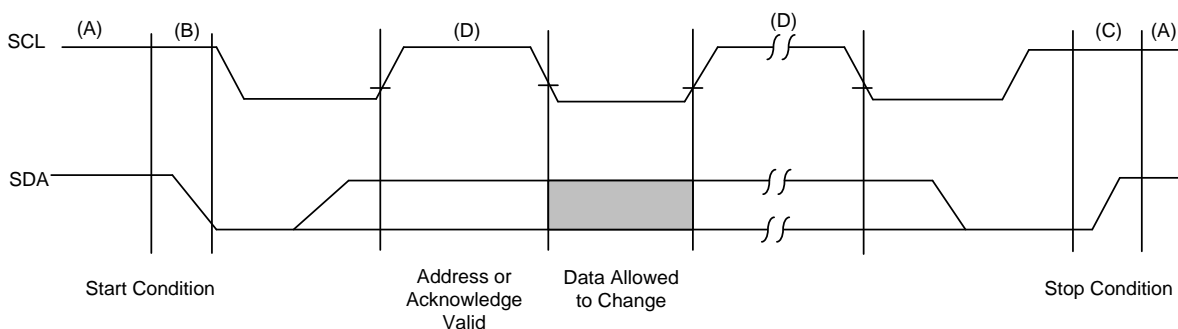 (A) (B) (D) (D) (C) (A)
SCL
SDA
Start Condition
Address or
Acknowledge
Valid
Data Allowed
to Change
Stop Condition